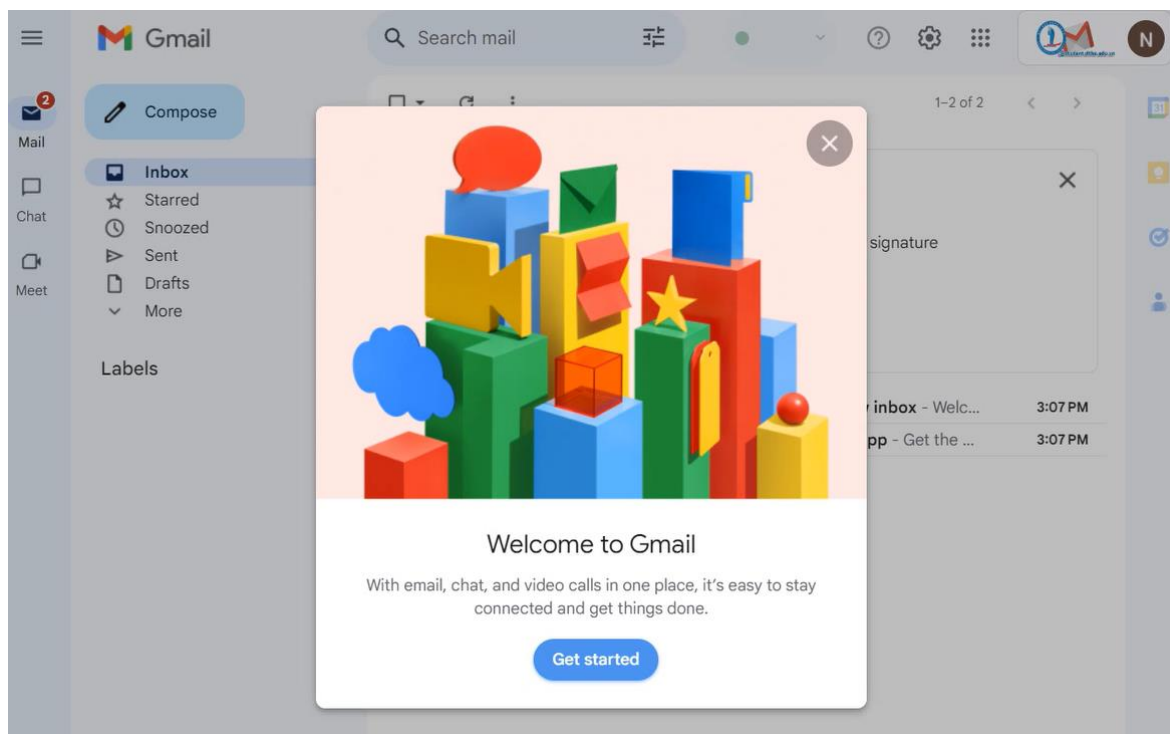 Gmail
Search mail
N
2
Mail
Compose
1–2 of 2
Inbox
Chat
Starred
Snoozed
signature
Sent
Meet
Drafts
More
Labels
inbox - Welc... 3:07 PM
pp - Get the ... 3:07 PM
Welcome to Gmail
With email, chat, and video calls in one place, it's easy to stay
connected and get things done.
Get started